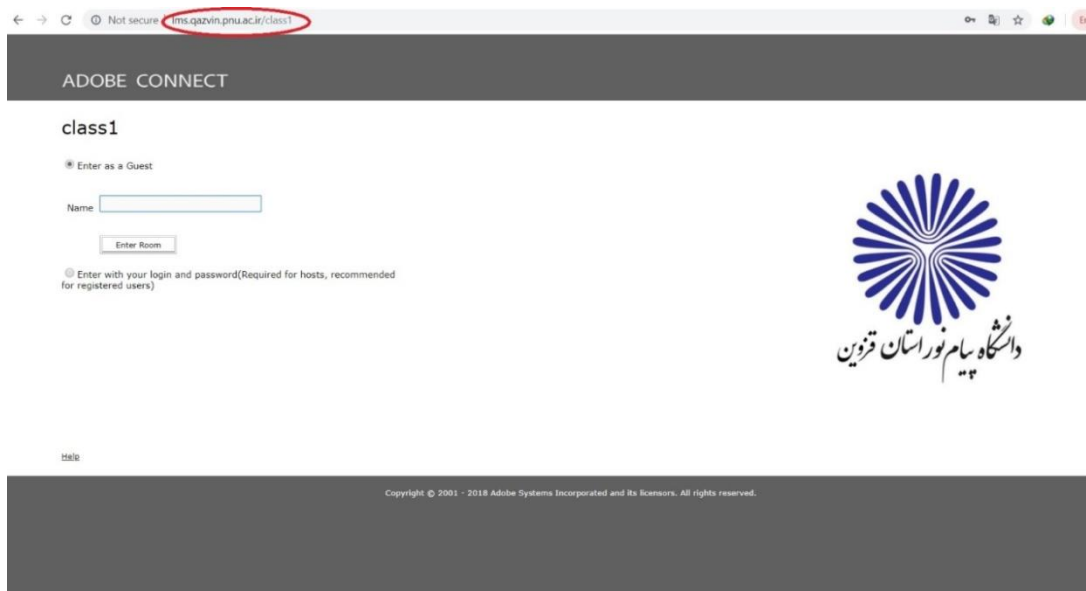 Not secure | lms.qazvin.pnu.ac.ir/class1
ADOBE CONNECT
class1
Enter as a Guest
Name
Enter Room
Enter with your login and password(Required for hosts, recommended
for registered users)
دانشگاه پیام نور استان قزوین
Help
Copyright © 2001 - 2018 Adobe Systems Incorporated and its licensors. All rights reserved.